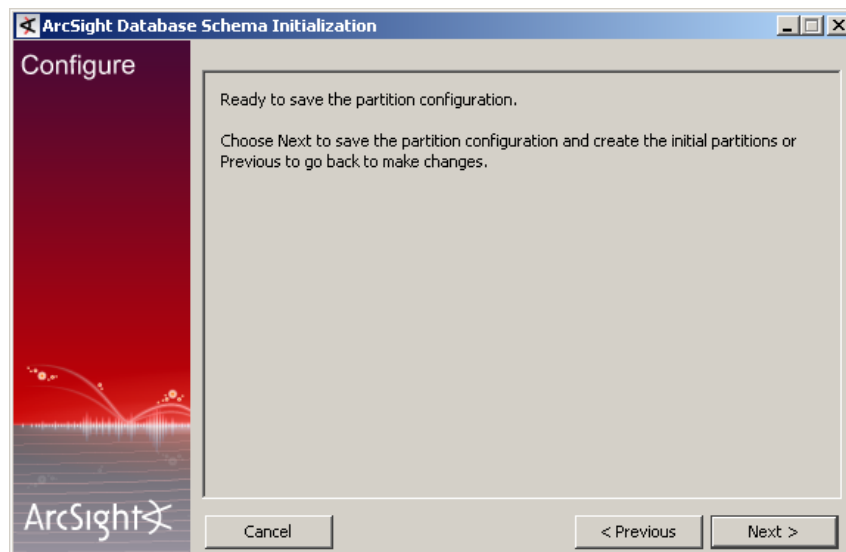 ArcSight Database Schema Initialization
Configure
Ready to save the partition configuration.
Choose Next to save the partition configuration and create the initial partitions or
Previous to go back to make changes.
ArcSight
Cancel
< Previous
Next >